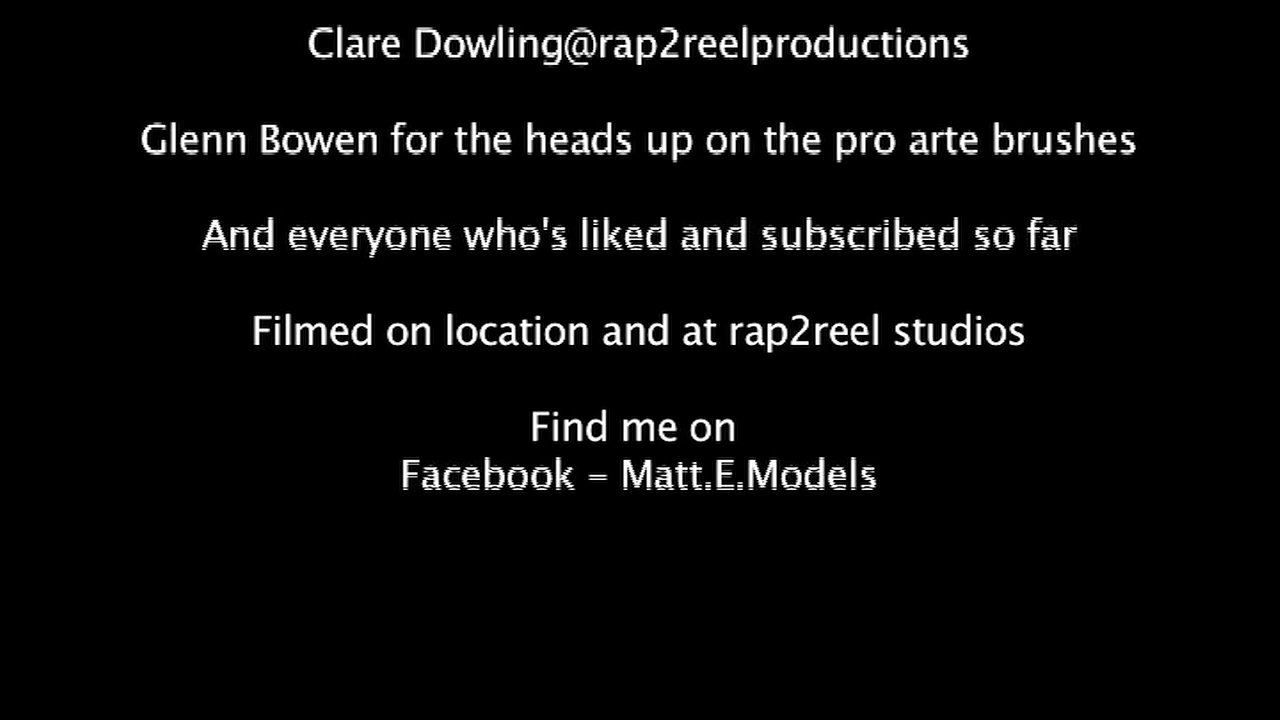 Clare Dowling@rap2reelproductions
Glenn Bowen for the heads up on the pro arte brushes
And everyone who's liked and subscribed so far
Filmed on location and at rap2reel studios
Find me on
Facebook = Matt.E.Models